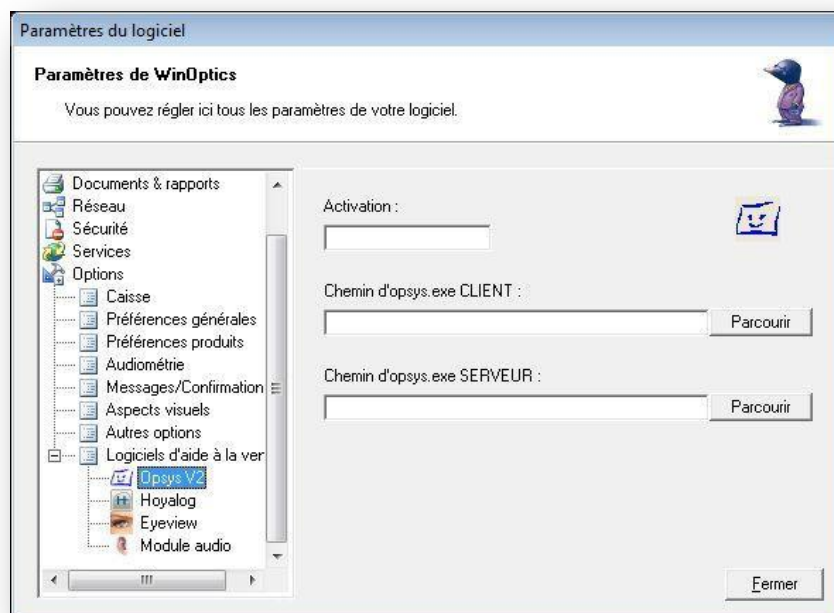 Paramètres du logiciel
Paramètres de WinOptics
Vous pouvez régler ici tous les paramètres de votre logiciel.
Documents & rapports
Réseau
Sécurité
Services
Options
Caisse
Préférences générales
Préférences produits
Audiométrie
Messages/Confirmation
Aspects visuels
Autres options
Logiciels d'aide à la ver
Opsys V2
Hoyalog
Eyeview
Module audio
Activation :
Chemin d'opsys.exe CLIENT :
Parcourir
Chemin d'opsys.exe SERVEUR :
Parcourir
Fermer